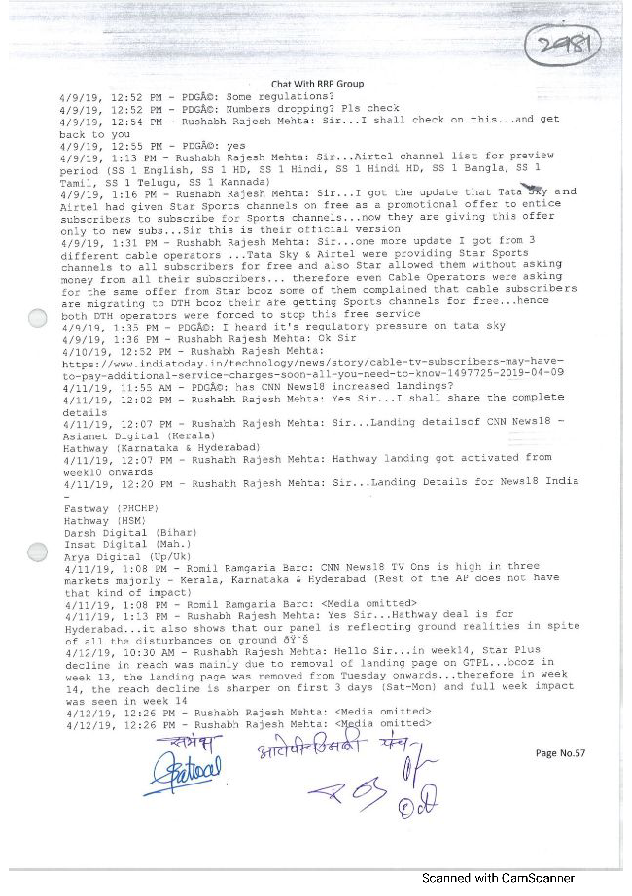 2981
Chat With RRF Group
4/9/19, 12:52 PM - PDGÃ©: Some regulations?
4/9/19, 12:52 PM - PDGÃ©: Numbers dropping? Pls check
4/9/19, 12:54 PM - Rushabh Rajesh Mehta: Sir...I shall check on this...and get
back to you
4/9/19, 12:55 PM - PDGÃ©: yes
4/9/19, 1:13 PM - Rushabh Rajesh Mehta: Sir...Airtel channel list for preview
period (SS 1 English, SS 1 HD, SS 1 Hindi, SS 1 Hindi HD, SS 1 Bangla, SS 1
Tamil, SS 1 Telugu, SS 1 Kannada)
4/9/19, 1:16 PM - Rushabh Rajesh Mehta: Sir...I got the update that Tata Sky and
Airtel had given Star Sports channels on free as a promotional offer to entice
subscribers to subscribe for Sports channels...now they are giving this offer
only to new subs...Sir this is their official version
4/9/19, 1:31 PM - Rushabh Rajesh Mehta: Sir...one more update I got from 3
different cable operators ...Tata Sky & Airtel were providing Star Sports
channels to all subscribers for free and also Star allowed them without asking
money from all their subscribers... therefore even Cable Operators were asking
for the same offer from Star bcoz some of them complained that cable subscribers
are migrating to DTH bcoz their are getting Sports channels for free...hence
both DTH operators were forced to stop this free service
4/9/19, 1:35 PM - PDGÃ©: I heard it's regulatory pressure on tata sky
4/9/19, 1:36 PM - Rushabh Rajesh Mehta: Ok Sir
4/10/19, 12:52 PM - Rushabh Rajesh Mehta:
https://www.indiatoday.in/technology/news/story/cable-tv-subscribers-may-have-
to-pay-additional-service-charges-soon-all-you-need-to-know-1497725-2019-04-09
4/11/19, 11:55 AM - PDGÃ©: has CNN News18 increased landings?
4/11/19, 12:02 PM - Rushabh Rajesh Mehta: Yes Sir...I shall share the complete
details
4/11/19, 12:07 PM - Rushabh Rajesh Mehta: Sir...Landing detailsof CNN News18 -
Asianet Digital (Kerala)
Hathway (Karnataka & Hyderabad)
4/11/19, 12:07 PM - Rushabh Rajesh Mehta: Hathway landing got activated from
week10 onwards
4/11/19, 12:20 PM - Rushabh Rajesh Mehta: Sir...Landing Details for News18 India
-
Fastway (PHCHP)
Hathway (HSM)
Darsh Digital (Bihar)
Insat Digital (Mah.)
Arya Digital (Up/Uk)
4/11/19, 1:08 PM - Romil Ramgaria Barc: CNN News18 TV Ons is high in three
markets majorly - Kerala, Karnataka & Hyderabad (Rest of the AP does not have
that kind of impact)
4/11/19, 1:08 PM - Romil Ramgaria Barc: <Media omitted>
4/11/19, 1:13 PM - Rushabh Rajesh Mehta: Yes Sir...Hathway deal is for
Hyderabad...it also shows that our panel is reflecting ground realities in spite
of all the disturbances on ground ðŸ˜Š
4/12/19, 10:30 AM - Rushabh Rajesh Mehta: Hello Sir...in week14, Star Plus
decline in reach was mainly due to removal of landing page on GTPL...bcoz in
week 13, the landing page was removed from Tuesday onwards...therefore in week
14, the reach decline is sharper on first 3 days (Sat-Mon) and full week impact
was seen in week 14
4/12/19, 12:26 PM - Rushabh Rajesh Mehta: <Media omitted>
4/12/19, 12:26 PM - Rushabh Rajesh Mehta: <Media omitted>
समक्ष
पंच
Page No.57
Scanned with CamScanner